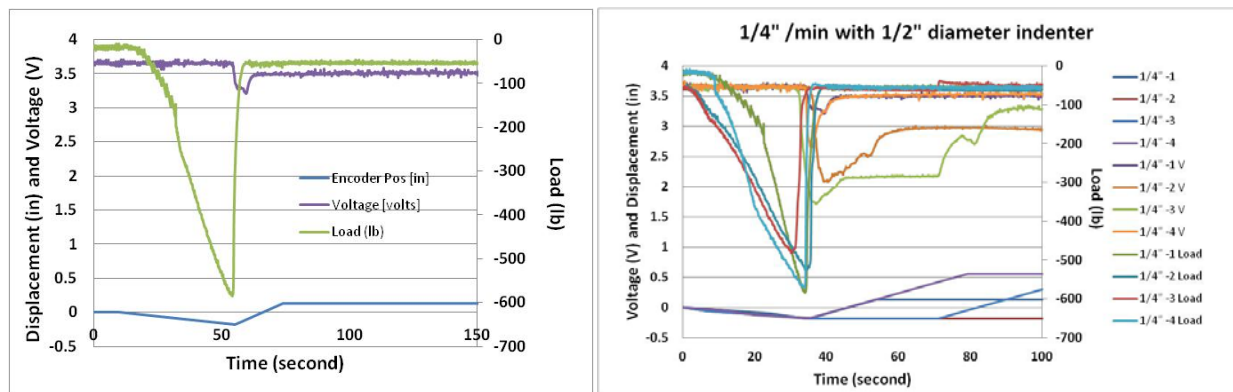 4
3.5
3
2.5
2
1.5
1
0.5
0
-0.5
Displacement (in) and Voltage (V)
0
50
100
150
Time (second)
Encoder Pos [in]
Voltage [volts]
Load (lb)
0
-100
-200
-300
-400
-500
-600
-700
Load (lb)
1/4" /min with 1/2" diameter indenter
4
3.5
3
2.5
2
1.5
1
0.5
0
-0.5
Voltage (V) and Displacement (in)
0
20
40
60
80
100
Time (second)
0
-100
-200
-300
-400
-500
-600
-700
Load (lb)
1/4" -1
1/4" -2
1/4" -3
1/4" -4
1/4" -1 V
1/4" -2 V
1/4" -3 V
1/4" -4 V
1/4" -1 Load
1/4" -2 Load
1/4" -3 Load
1/4" -4 Load